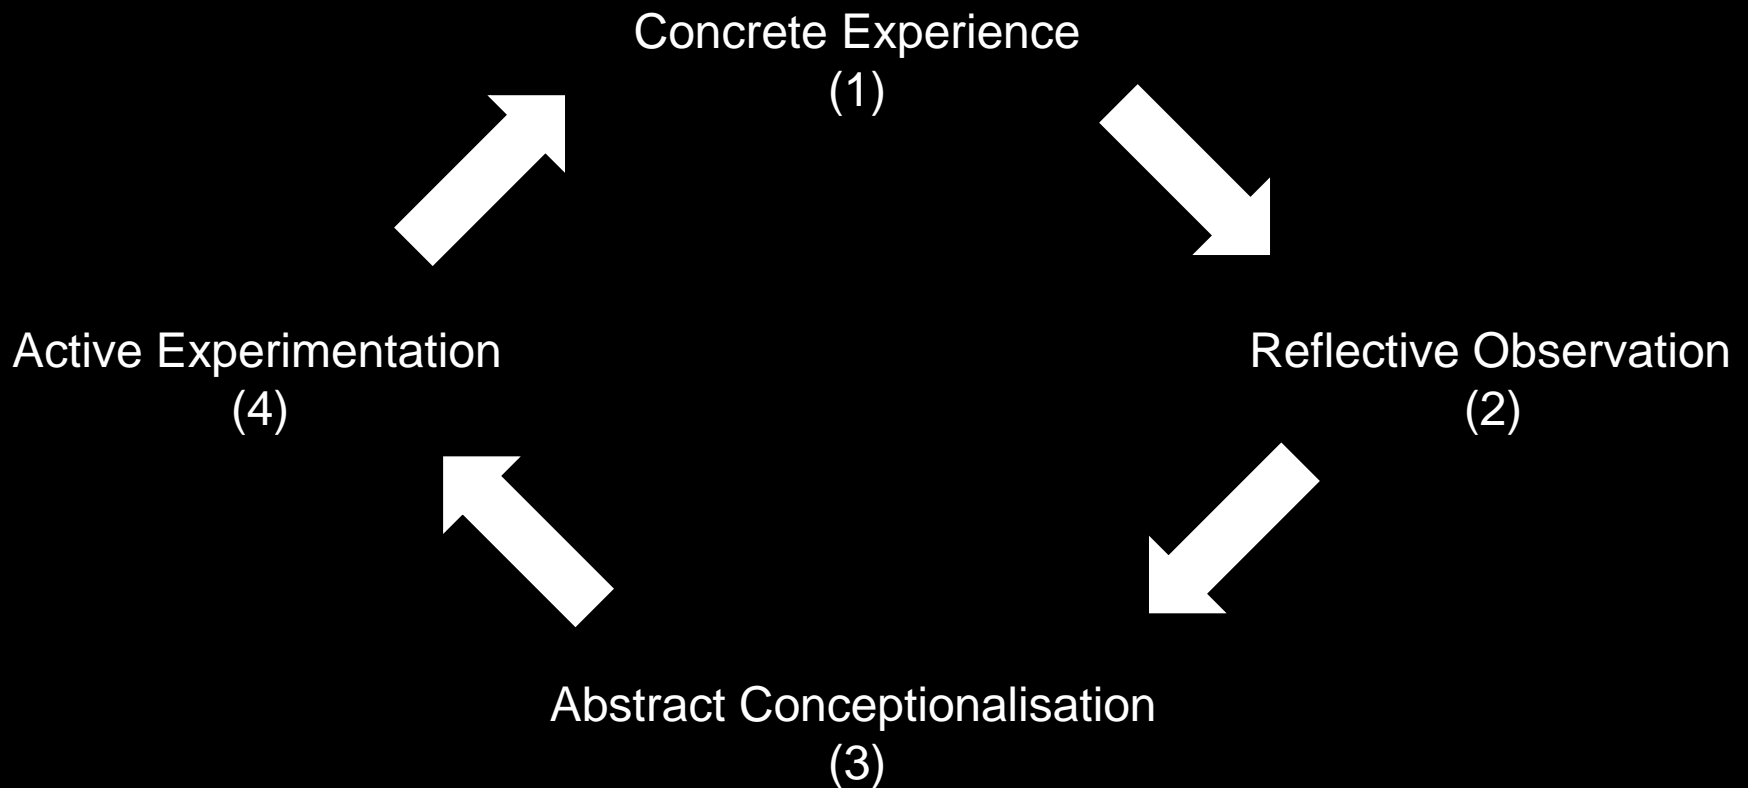 Concrete Experience
(1)
Active Experimentation
(4)
Reflective Observation
(2)
Abstract Conceptionalisation
(3)